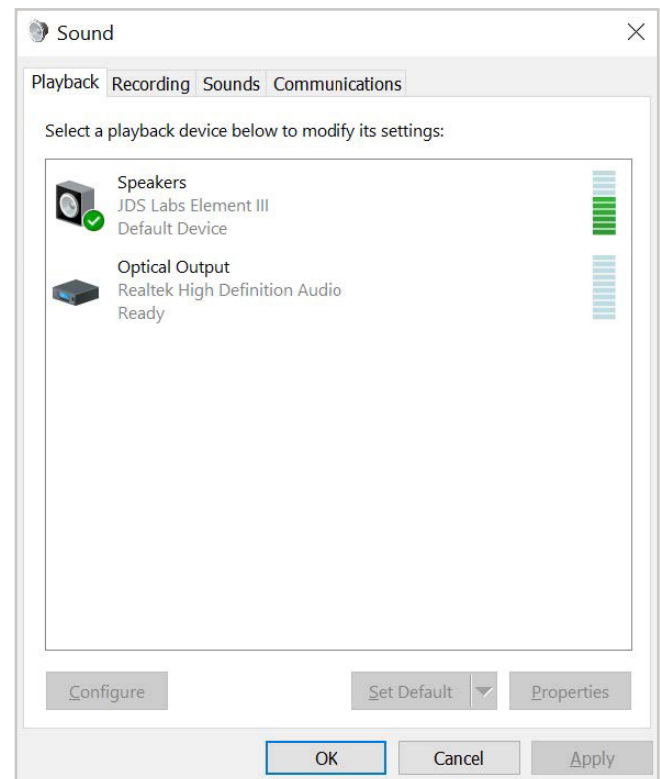 Sound
Playback Recording Sounds Communications
Select a playback device below to modify its settings:
Speakers
JDS Labs Element III
Default Device
Optical Output
Realtek High Definition Audio
Ready
Configure Set Default Properties
OK Cancel Apply